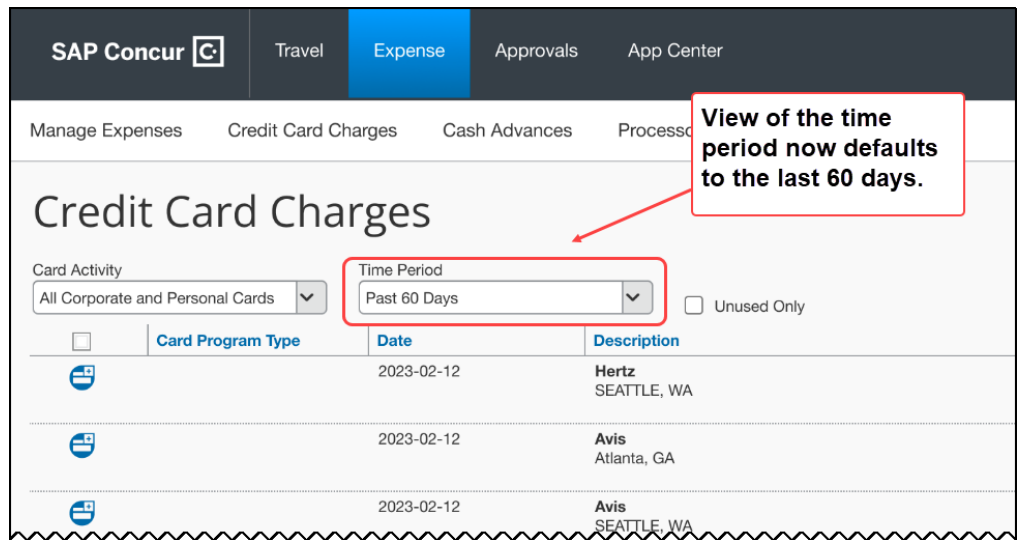 SAP Concur C Travel Expense Approvals App Center
Manage Expenses Credit Card Charges Cash Advances
View of the time
period now defaults
to the last 60 days.
Credit Card Charges
Card Activity Time Period
All Corporate and Personal Cards Past 60 Days Unused Only
Card Program Type Date Description
2023-02-12 Hertz
SEATTLE, WA
2023-02-12 Avis
Atlanta, GA
2023-02-12 Avis
SEATTLE, WA